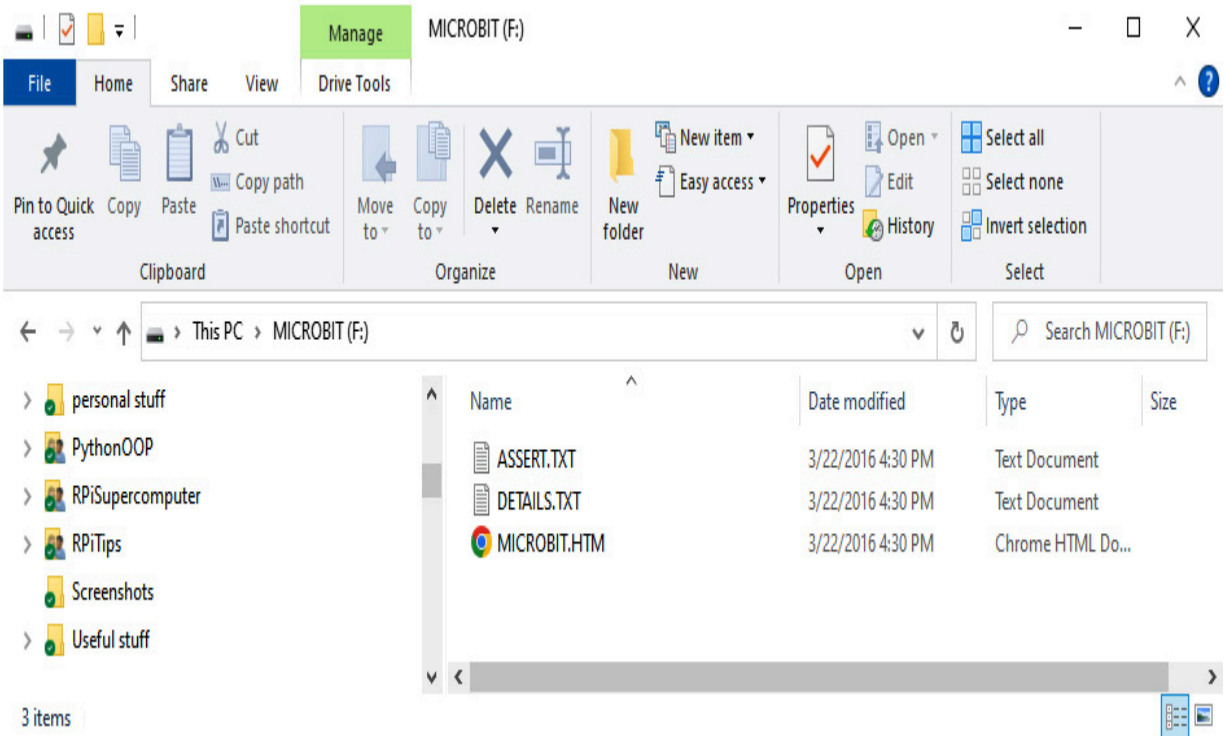 Manage MICROBIT (F:)
File Home Share View Drive Tools
Pin to Quick access
Copy
Paste
Cut
Copy path
Paste shortcut
Clipboard
Move to
Copy to
Delete
Rename
Organize
New folder
New item
Easy access
New
Properties
Open
Edit
History
Open
Select all
Select none
Invert selection
Select
This PC > MICROBIT (F:)
Search MICROBIT (F:)
personal stuff
PythonOOP
RPiSupercomputer
RPiTips
Screenshots
Useful stuff
Name Date modified Type Size
ASSERT.TXT 3/22/2016 4:30 PM Text Document
DETAILS.TXT 3/22/2016 4:30 PM Text Document
MICROBIT.HTM 3/22/2016 4:30 PM Chrome HTML Do...
3 items